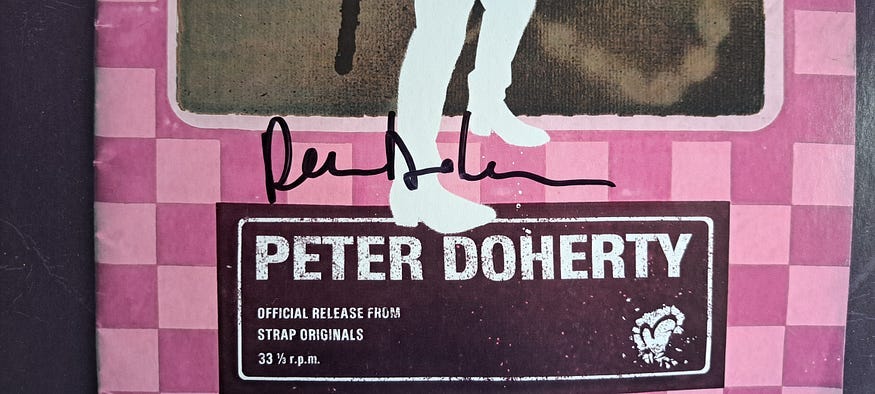 PETER DOHERTY
OFFICIAL RELEASE FROM
STRAP ORIGINALS
33 ⅓ r.p.m.